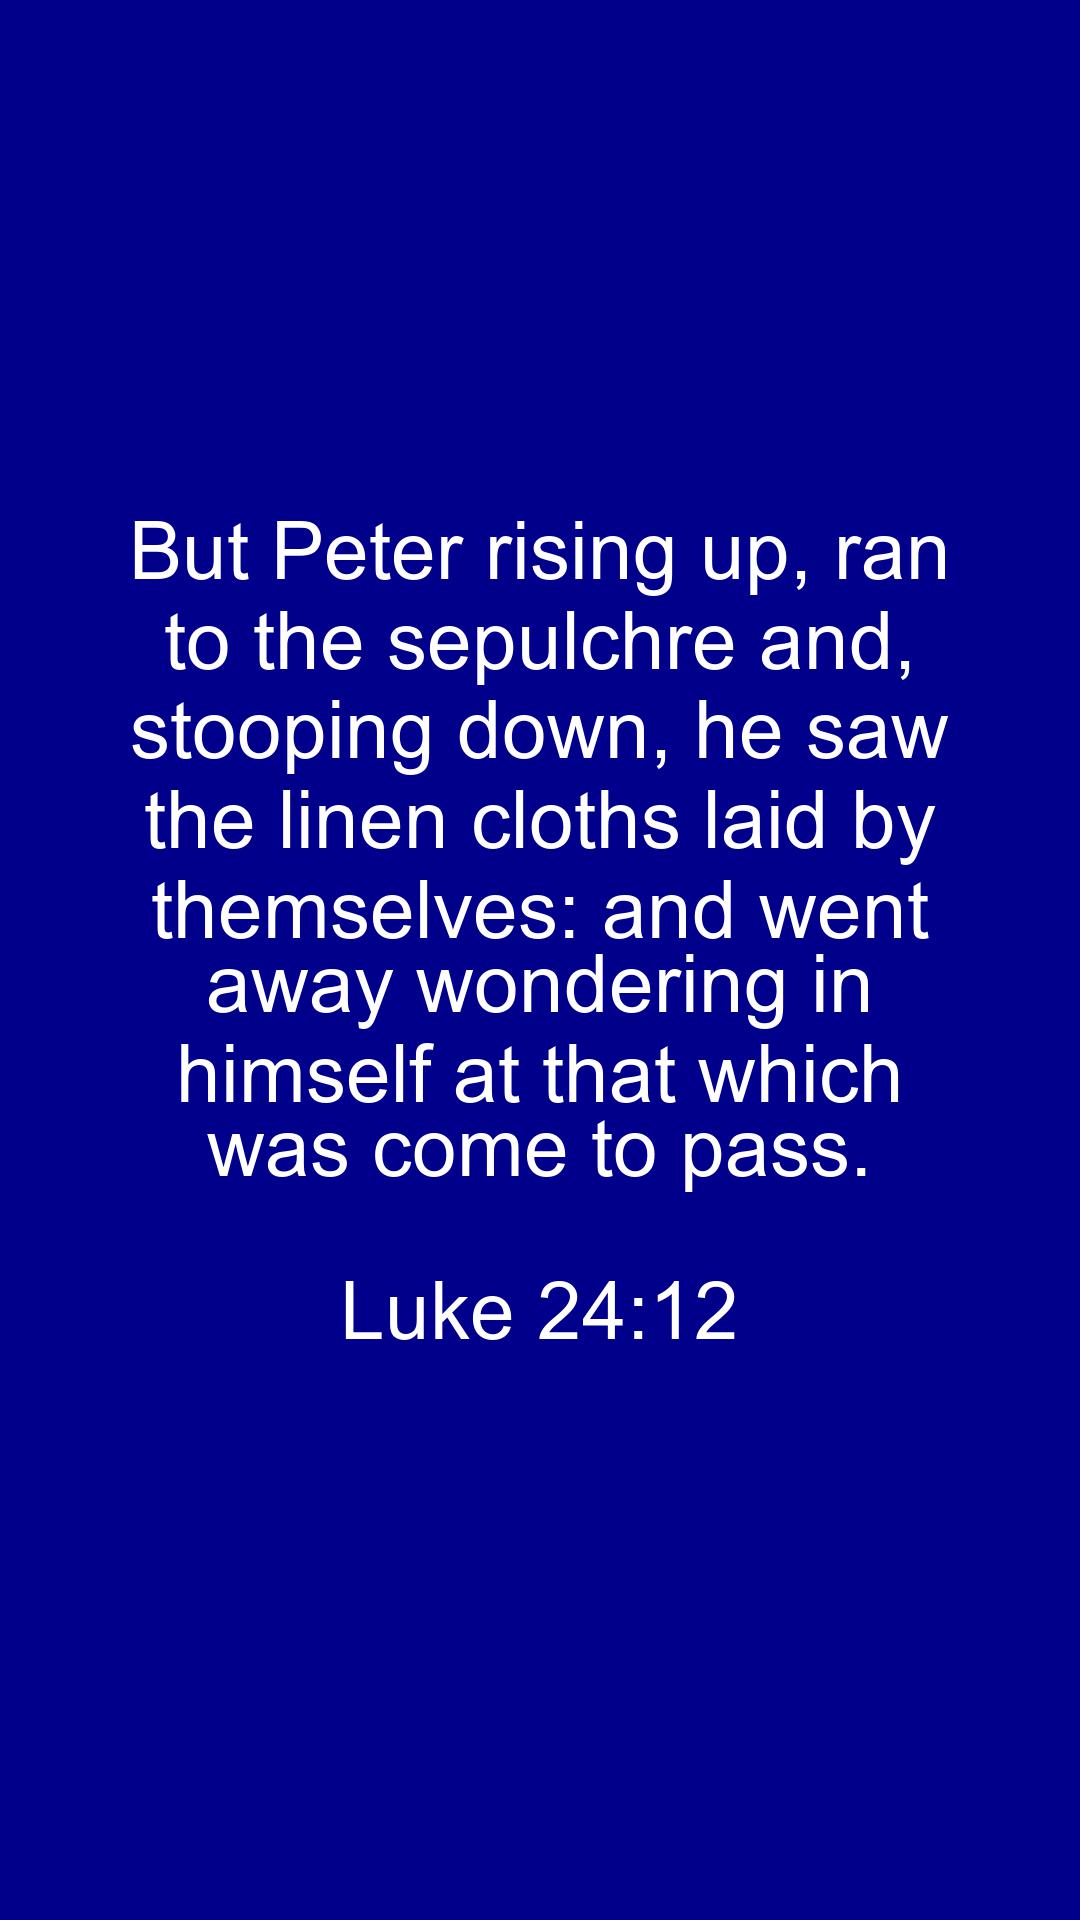 But Peter rising up, ran
to the sepulchre and,
stooping down, he saw
the linen cloths laid by
themselves: and went
away wondering in
himself at that which
was come to pass.
Luke 24:12